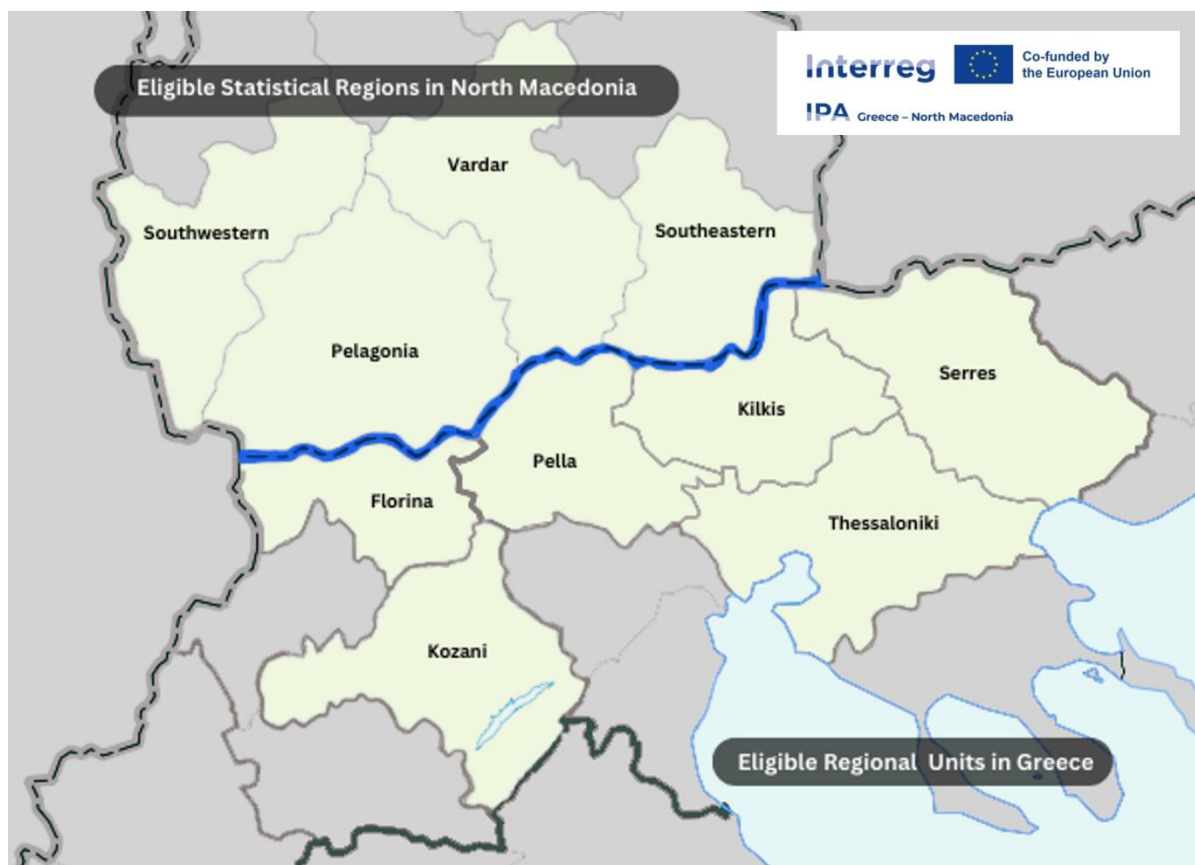 Interreg
Co-funded by
the European Union
IPA Greece – North Macedonia
Eligible Statistical Regions in North Macedonia
Vardar
Southwestern
Southeastern
Pelagonia
Serres
Kilkis
Pella
Florina
Thessaloniki
Kozani
Eligible Regional Units in Greece